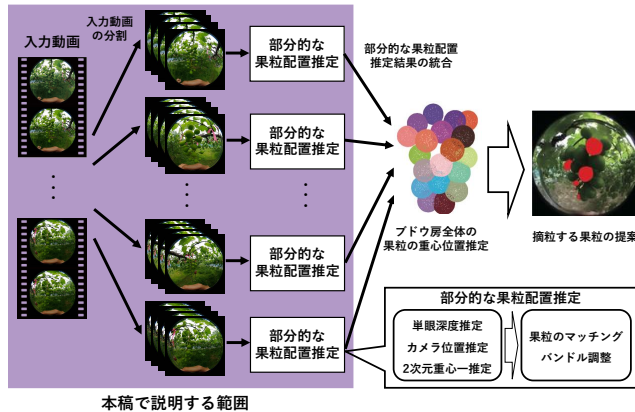 入力動画
入力動画
の分割
部分的な
果粒配置推定
部分的な
果粒配置推定
部分的な
果粒配置推定
部分的な
果粒配置推定
部分的な果粒配置
推定結果の統合
ブドウ房全体の
果粒の重心位置推定
摘粒する果粒の提案
部分的な果粒配置推定
単眼深度推定
カメラ位置推定
2次元重心一推定
果粒のマッチング
バンドル調整
本稿で説明する範囲